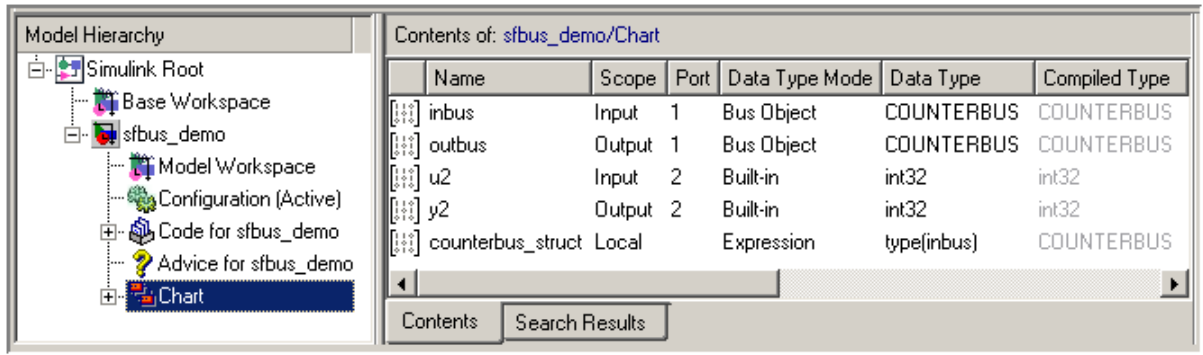 Model Hierarchy
Simulink Root
Base Workspace
sfbus_demo
Model Workspace
Configuration (Active)
Code for sfbus_demo
Advice for sfbus_demo
Chart
Contents of: sfbus_demo/Chart
Name Scope Port Data Type Mode Data Type Compiled Type
inbus Input 1 Bus Object COUNTERBUS COUNTERBUS
outbus Output 1 Bus Object COUNTERBUS COUNTERBUS
u2 Input 2 Built-in int32 int32
y2 Output 2 Built-in int32 int32
counterbus_struct Local Expression type(inbus) COUNTERBUS
Contents Search Results